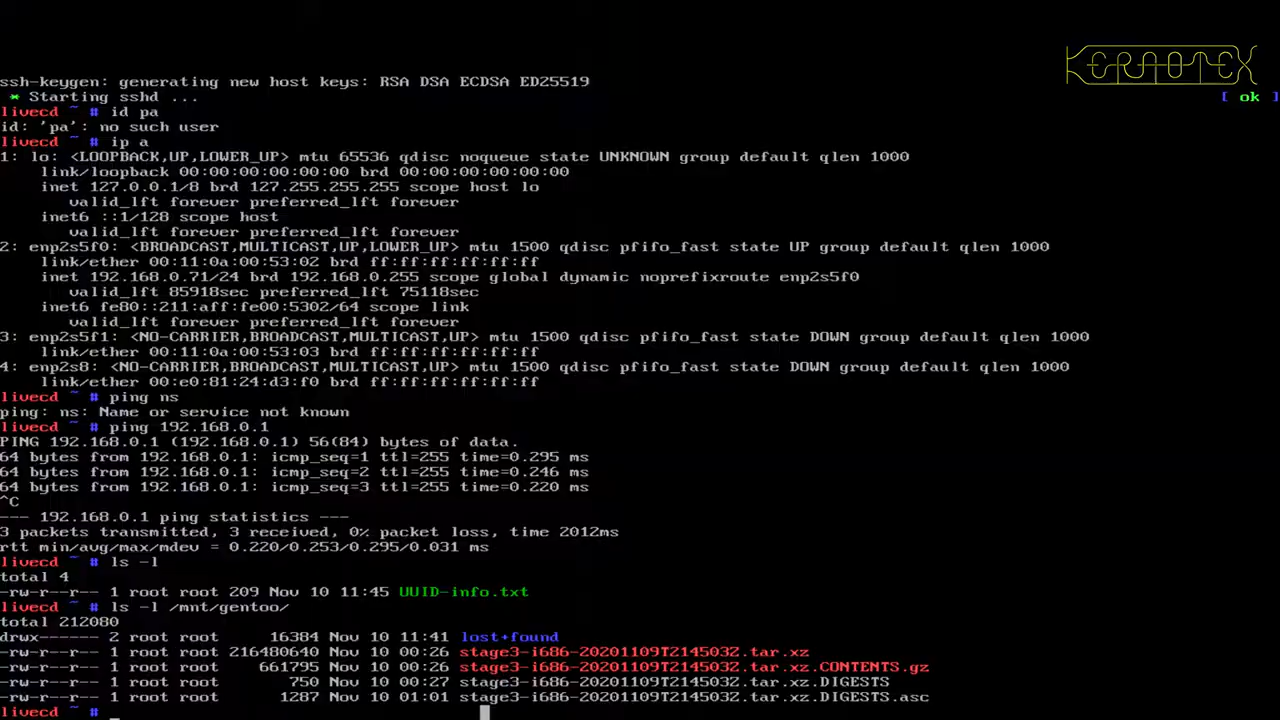 KERAOTEX
ssh-keygen: generating new host keys: RSA DSA ECDSA ED25519
* Starting sshd ... [ ok ]
livecd ~ # id pa
id: 'pa': no such user
livecd ~ # ip a
1: lo: <LOOPBACK,UP,LOWER_UP> mtu 65536 qdisc noqueue state UNKNOWN group default qlen 1000
link/loopback 00:00:00:00:00:00 brd 00:00:00:00:00:00
inet 127.0.0.1/8 brd 127.255.255.255 scope host lo
valid_lft forever preferred_lft forever
inet6 ::1/128 scope host
valid_lft forever preferred_lft forever
2: enp2s5f0: <BROADCAST,MULTICAST,UP,LOWER_UP> mtu 1500 qdisc pfifo_fast state UP group default qlen 1000
link/ether 00:11:0a:00:53:02 brd ff:ff:ff:ff:ff:ff
inet 192.168.0.71/24 brd 192.168.0.255 scope global dynamic noprefixroute enp2s5f0
valid_lft 85918sec preferred_lft 75118sec
inet6 fe80::211:aff:fe00:5302/64 scope link
valid_lft forever preferred_lft forever
3: enp2s5f1: <NO-CARRIER,BROADCAST,MULTICAST,UP> mtu 1500 qdisc pfifo_fast state DOWN group default qlen 1000
link/ether 00:11:0a:00:53:03 brd ff:ff:ff:ff:ff:ff
4: enp2s8: <NO-CARRIER,BROADCAST,MULTICAST,UP> mtu 1500 qdisc pfifo_fast state DOWN group default qlen 1000
link/ether 00:e0:81:24:d3:f0 brd ff:ff:ff:ff:ff:ff
livecd ~ # ping ns
ping: ns: Name or service not known
livecd ~ # ping 192.168.0.1
PING 192.168.0.1 (192.168.0.1) 56(84) bytes of data.
64 bytes from 192.168.0.1: icmp_seq=1 ttl=255 time=0.295 ms
64 bytes from 192.168.0.1: icmp_seq=2 ttl=255 time=0.246 ms
64 bytes from 192.168.0.1: icmp_seq=3 ttl=255 time=0.220 ms
^C
--- 192.168.0.1 ping statistics ---
3 packets transmitted, 3 received, 0% packet loss, time 2012ms
rtt min/avg/max/mdev = 0.220/0.253/0.295/0.031 ms
livecd ~ # ls -l
total 4
-rw-r--r-- 1 root root 209 Nov 10 11:45 UUID-info.txt
livecd ~ # ls -l /mnt/gentoo/
total 212080
drwx------ 2 root root 16384 Nov 10 11:41 lost+found
-rw-r--r-- 1 root root 216480640 Nov 10 00:26 stage3-i686-20201109T214503Z.tar.xz
-rw-r--r-- 1 root root 661795 Nov 10 00:26 stage3-i686-20201109T214503Z.tar.xz.CONTENTS.gz
-rw-r--r-- 1 root root 750 Nov 10 00:27 stage3-i686-20201109T214503Z.tar.xz.DIGESTS
-rw-r--r-- 1 root root 1287 Nov 10 01:01 stage3-i686-20201109T214503Z.tar.xz.DIGESTS.asc
livecd ~ #